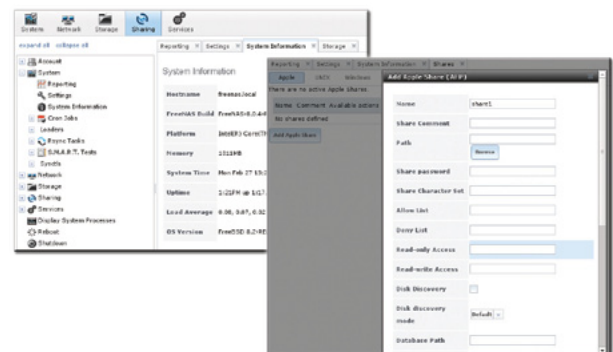 System Network Storage Sharing Services
expand all collapse all
Account
System
Reporting
Settings
System Information
Cron Jobs
Loaders
Rsync Tasks
S.M.A.R.T. Tests
Sysctls
Network
Storage
Sharing
Services
Display System Processes
Reboot
Shutdown
Reporting Settings System Information Storage
System Information
Hostname freenas.local
FreeNAS Build
Platform
Memory
System Time Mon Feb 27
Uptime
Load Average
OS Version
Reporting Settings System Information Shares
Apple UNIX Windows
There are no active Apple Shares
Name Comment Available actions
No shares defined
Add Apple Share
Add Apple Share (AFP)
Name share1
Share Comment
Path
Browse
Share password
Share Character Set
Allow List
Deny List
Read-only Access
Read-write Access
Disk Discovery
Disk discovery mode Default
Database Path